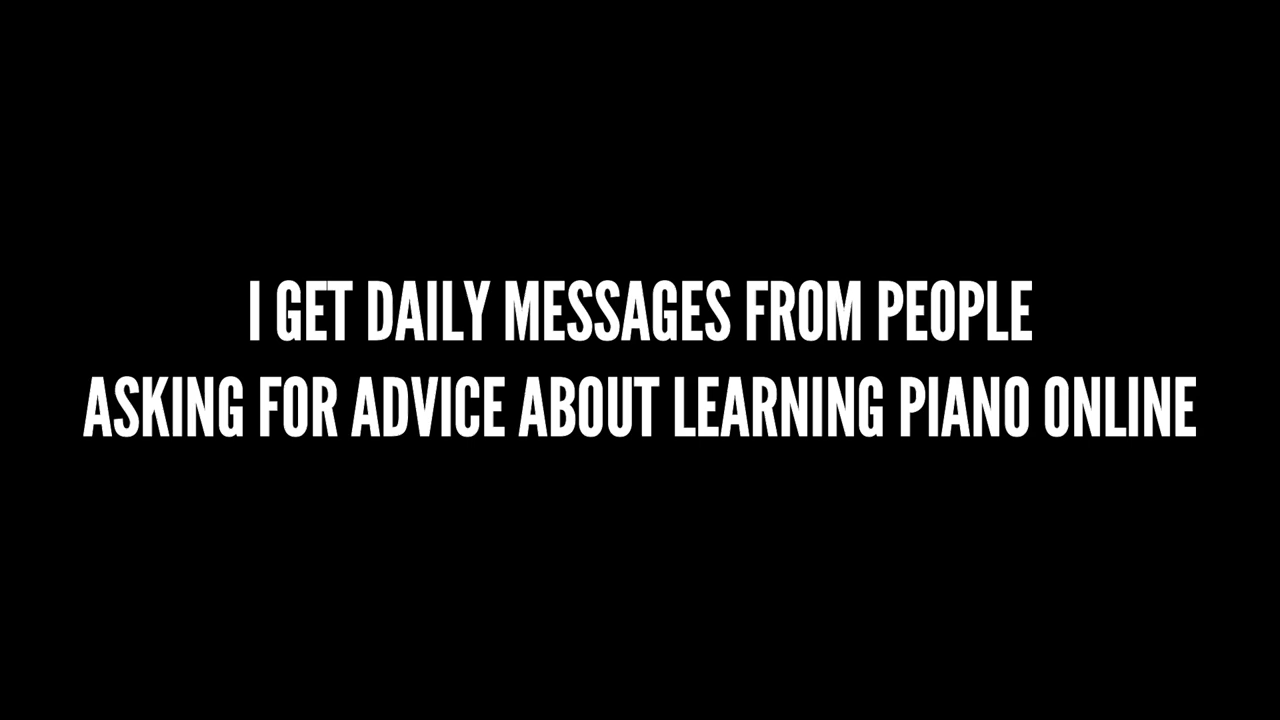 I GET DAILY MESSAGES FROM PEOPLE
ASKING FOR ADVICE ABOUT LEARNING PIANO ONLINE